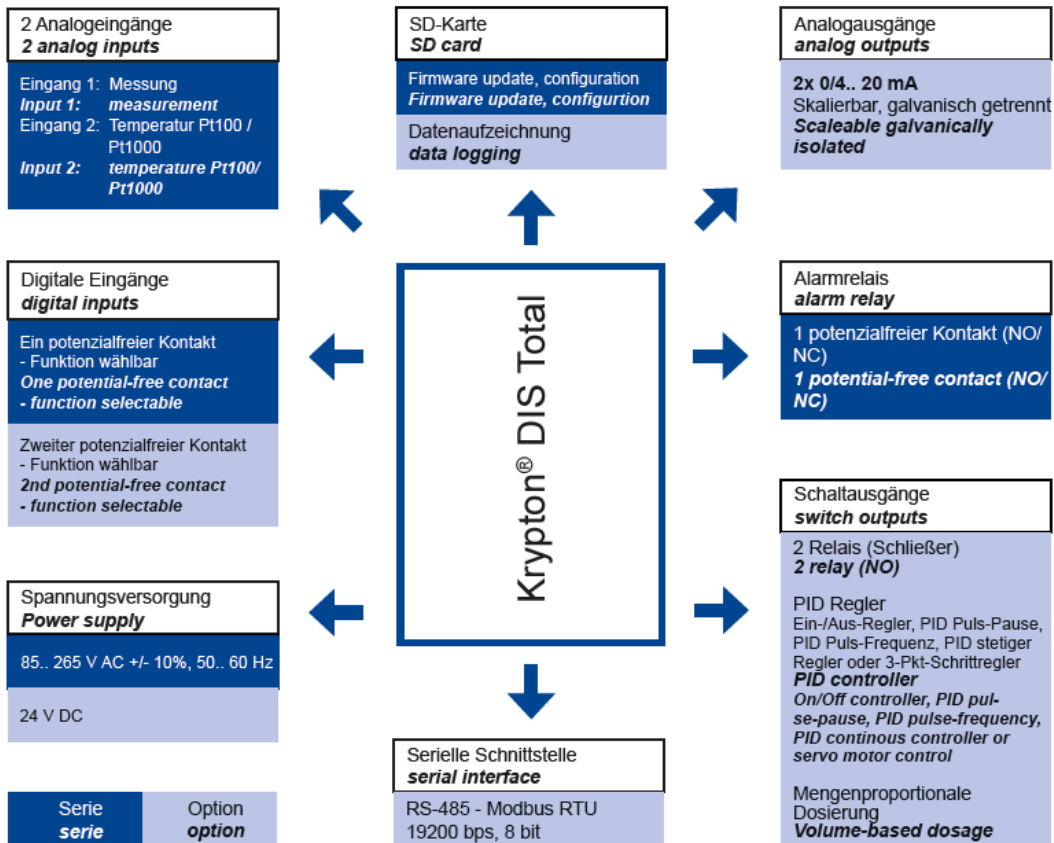 2 Analogeingänge
2 analog inputs
Eingang 1: Messung
Input 1: measurement
Eingang 2: Temperatur Pt100 /
Pt1000
Input 2: temperature Pt100/
Pt1000
SD-Karte
SD card
Firmware update, configuration
Firmware update, configurtion
Datenaufzeichnung
data logging
Analogausgänge
analog outputs
2x 0/4.. 20 mA
Skalierbar, galvanisch getrennt
Scaleable galvanically
isolated
Digitale Eingänge
digital inputs
Ein potenzialfreier Kontakt
- Funktion wählbar
One potential-free contact
- function selectable
Zweiter potenzialfreier Kontakt
- Funktion wählbar
2nd potential-free contact
- function selectable
Krypton® DIS Total
Alarmrelais
alarm relay
1 potenzialfreier Kontakt (NO/
NC)
1 potential-free contact (NO/
NC)
Spannungsversorgung
Power supply
85.. 265 V AC +/- 10%, 50.. 60 Hz
24 V DC
Schaltausgänge
switch outputs
2 Relais (Schließer)
2 relay (NO)
PID Regler
Ein-/Aus-Regler, PID Puls-Pause,
PID Puls-Frequenz, PID stetiger
Regler oder 3-Pkt-Schrittregler
PID controller
On/Off controller, PID pul-
se-pause, PID pulse-frequency,
PID continous controller or
servo motor control
Mengenproportionale
Dosierung
Volume-based dosage
Serielle Schnittstelle
serial interface
RS-485 - Modbus RTU
19200 bps, 8 bit
Serie
serie
Option
option